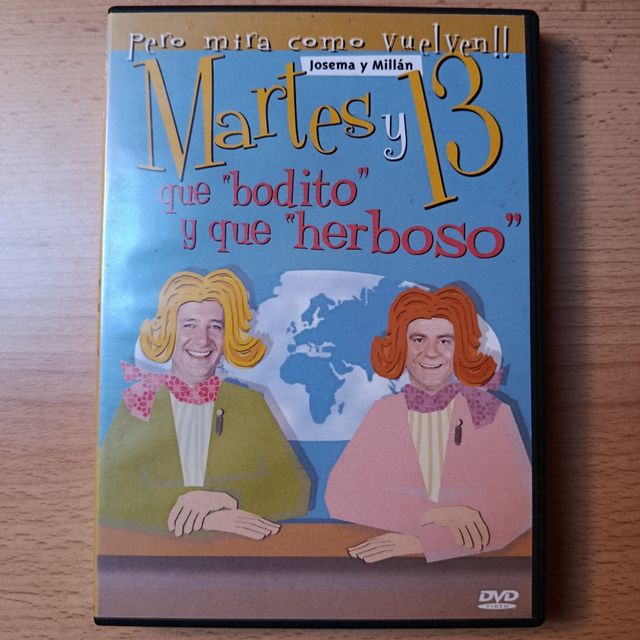 Pero mira como vuelven!!
Josema y Millán
Martes y 13
que "bodito"
y que "herboso"
DVD
VIDEO